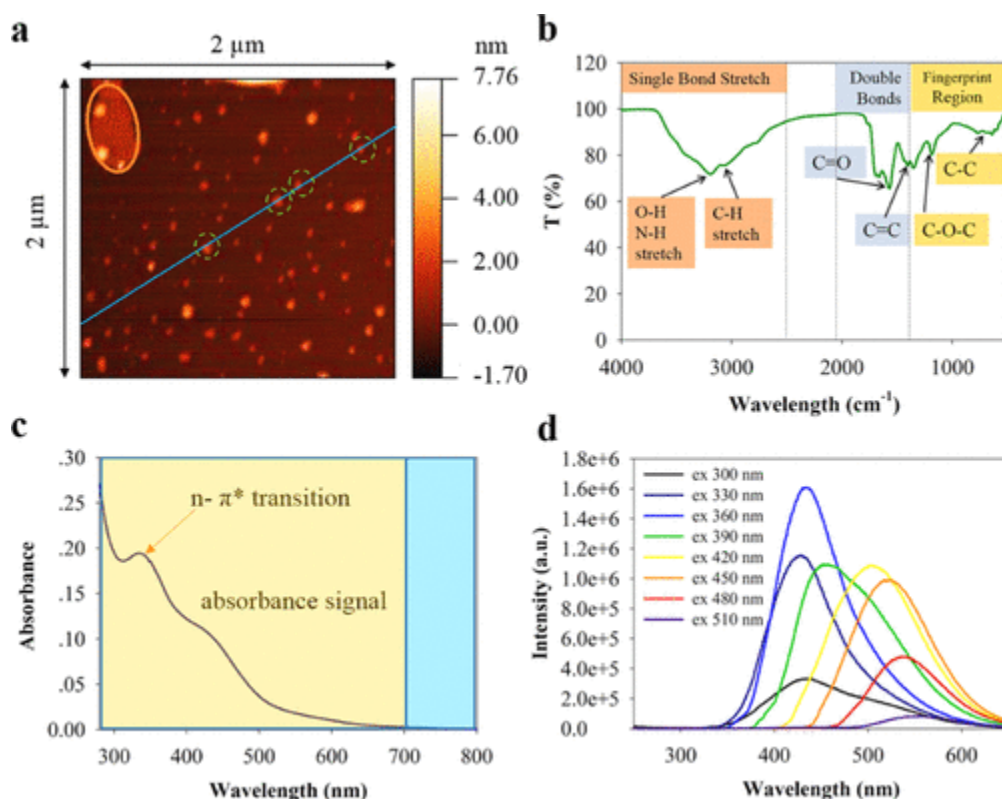 a
2 µm
2 µm
nm
7.76
6.00
4.00
2.00
0.00
-1.70
b
Single Bond Stretch
Double
Bonds
Fingerprint
Region
120
100
80
60
40
20
0
T (%)
O-H
N-H
stretch
C-H
stretch
C=O
C=C
C-O-C
C-C
4000
3000
2000
1000
Wavelength (cm-1)
c
.30
.25
.20
.15
.10
.05
0.00
Absorbance
n- π* transition
absorbance signal
300
400
500
600
700
800
Wavelength (nm)
d
1.8e+6
1.6e+6
1.4e+6
1.2e+6
1.0e+6
8.0e+5
6.0e+5
4.0e+5
2.0e+5
0.0
Intensity (a.u.)
ex 300 nm
ex 330 nm
ex 360 nm
ex 390 nm
ex 420 nm
ex 450 nm
ex 480 nm
ex 510 nm
300
400
500
600
Wavelength (nm)